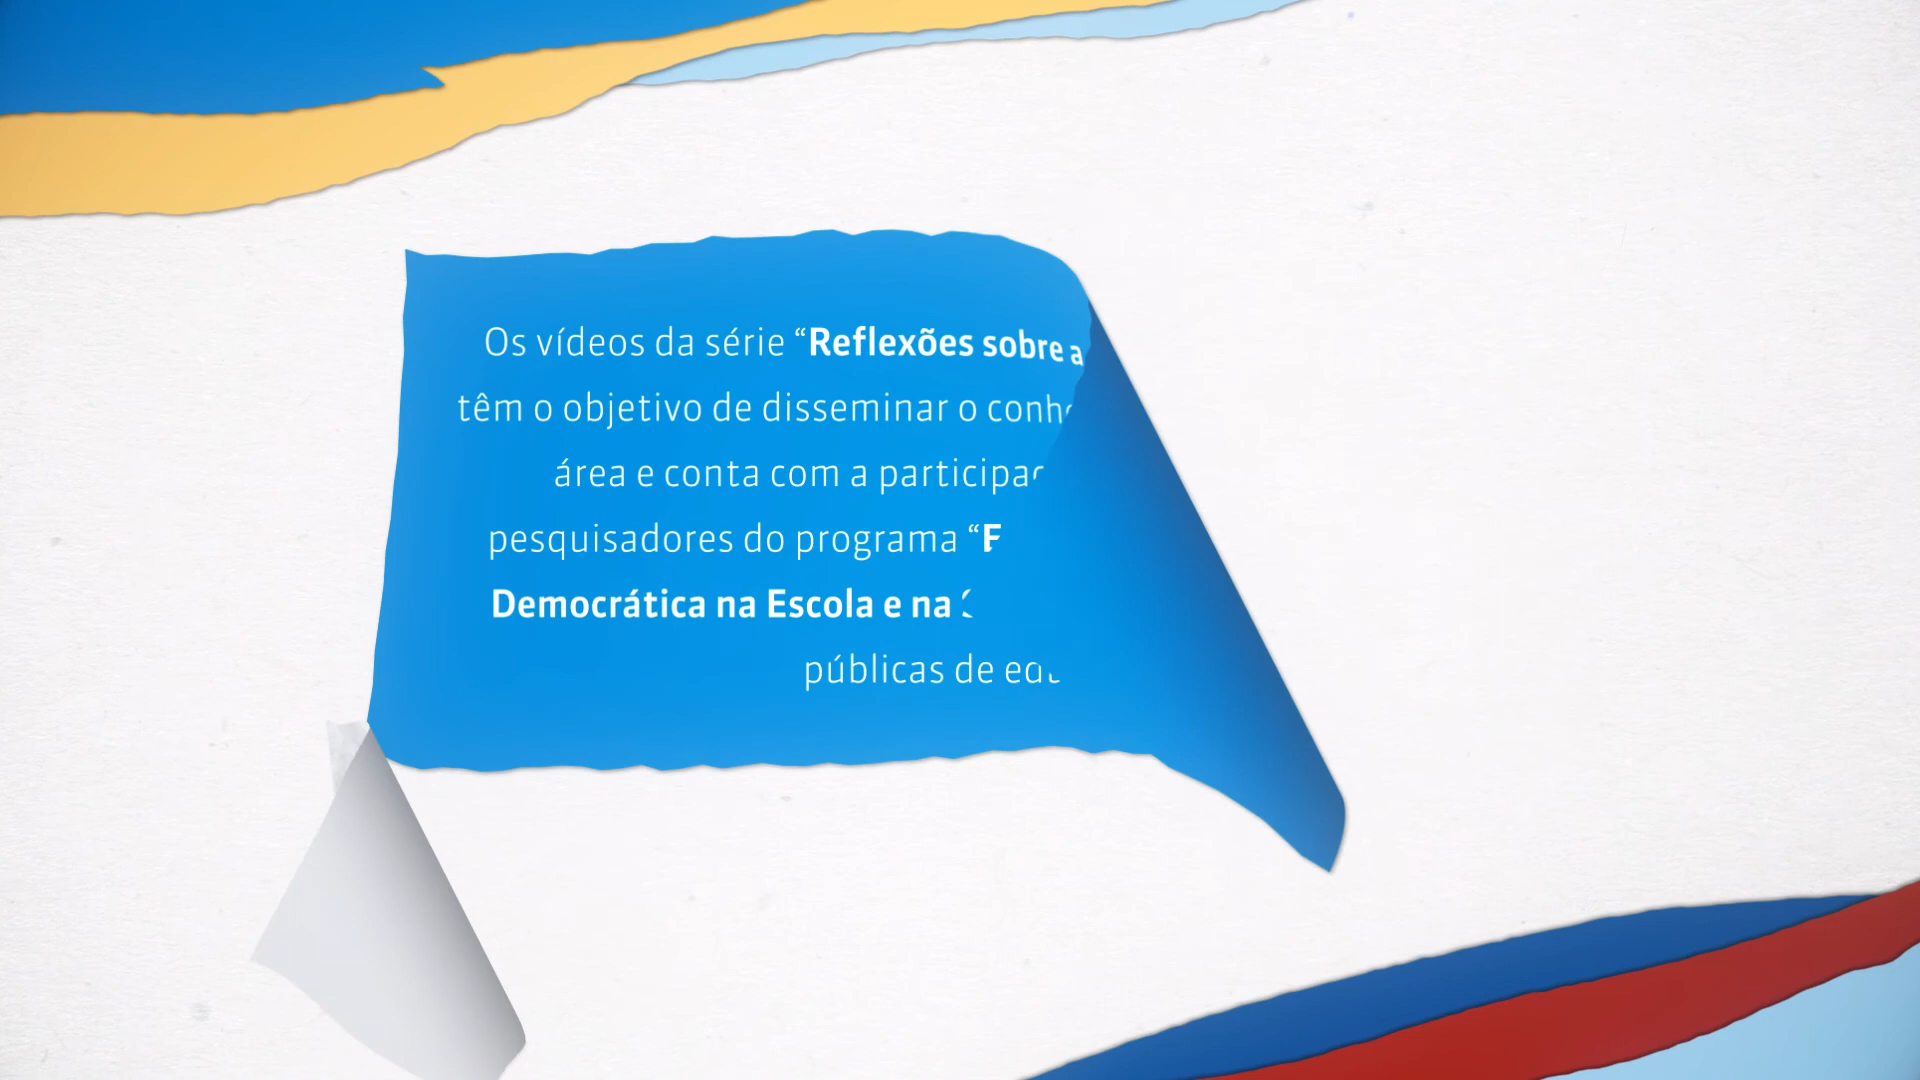 Os vídeos da série “Reflexões sobre a
têm o objetivo de disseminar o
área e conta com a
pesquisadores do programa “
Democrática na Escola e na
públicas de